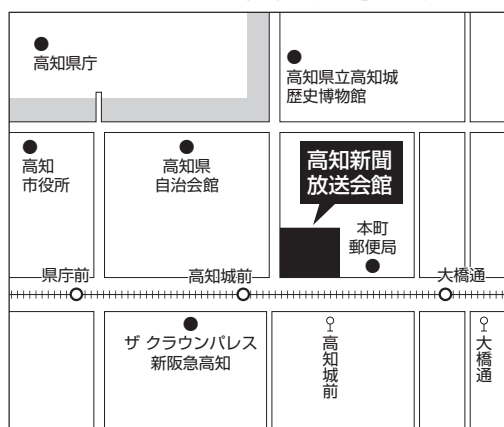 高知県庁
高知県立高知城
歴史博物館
高知
市役所
高知県
自治会館
高知新聞
放送会館
本町
郵便局
県庁前
高知城前
大橋通
ザ クラウンパレス
新阪急高知
高知城前
大橋通